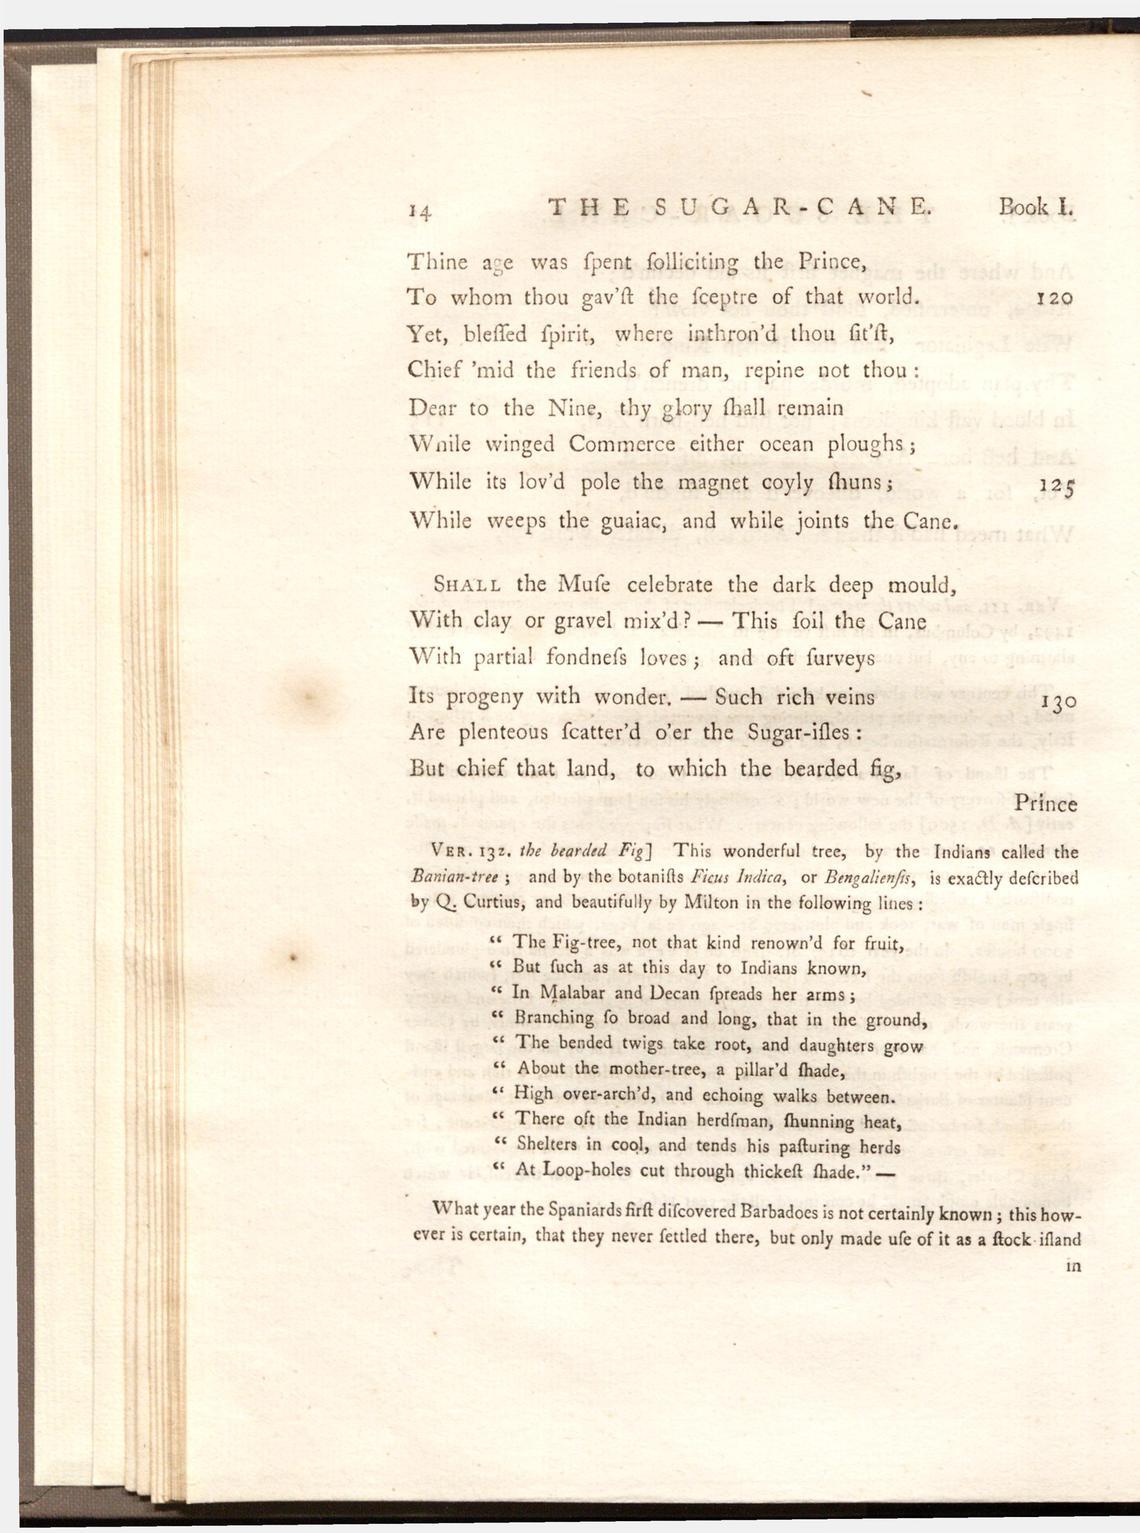 14 THE SUGAR-CANE. Book I.
Thine age was ſpent ſolliciting the Prince,
To whom thou gav'ſt the ſceptre of that world. 120
Yet, bleſſed ſpirit, where inthron'd thou ſit'ſt,
Chief 'mid the friends of man, repine not thou :
Dear to the Nine, thy glory ſhall remain
While winged Commerce either ocean ploughs ;
While its lov'd pole the magnet coyly ſhuns ; 125
While weeps the guaiac, and while joints the Cane.
SHALL the Muſe celebrate the dark deep mould,
With clay or gravel mix'd ? — This ſoil the Cane
With partial fondneſs loves ; and oft ſurveys
Its progeny with wonder. — Such rich veins 130
Are plenteous ſcatter'd o'er the Sugar-iſles :
But chief that land, to which the bearded fig,
Prince
VER. 132. the bearded Fig] This wonderful tree, by the Indians called the
Banian-tree ; and by the botaniſts Ficus Indica, or Bengalienſis, is exactly deſcribed
by Q. Curtius, and beautifully by Milton in the following lines :
“ The Fig-tree, not that kind renown'd for fruit,
“ But ſuch as at this day to Indians known,
“ In Malabar and Decan ſpreads her arms ;
“ Branching ſo broad and long, that in the ground,
“ The bended twigs take root, and daughters grow
“ About the mother-tree, a pillar'd ſhade,
“ High over-arch'd, and echoing walks between.
“ There oft the Indian herdſman, ſhunning heat,
“ Shelters in cool, and tends his paſturing herds
“ At Loop-holes cut through thickeſt ſhade.” —
What year the Spaniards firſt diſcovered Barbadoes is not certainly known ; this how-
ever is certain, that they never ſettled there, but only made uſe of it as a ſtock iſland
in